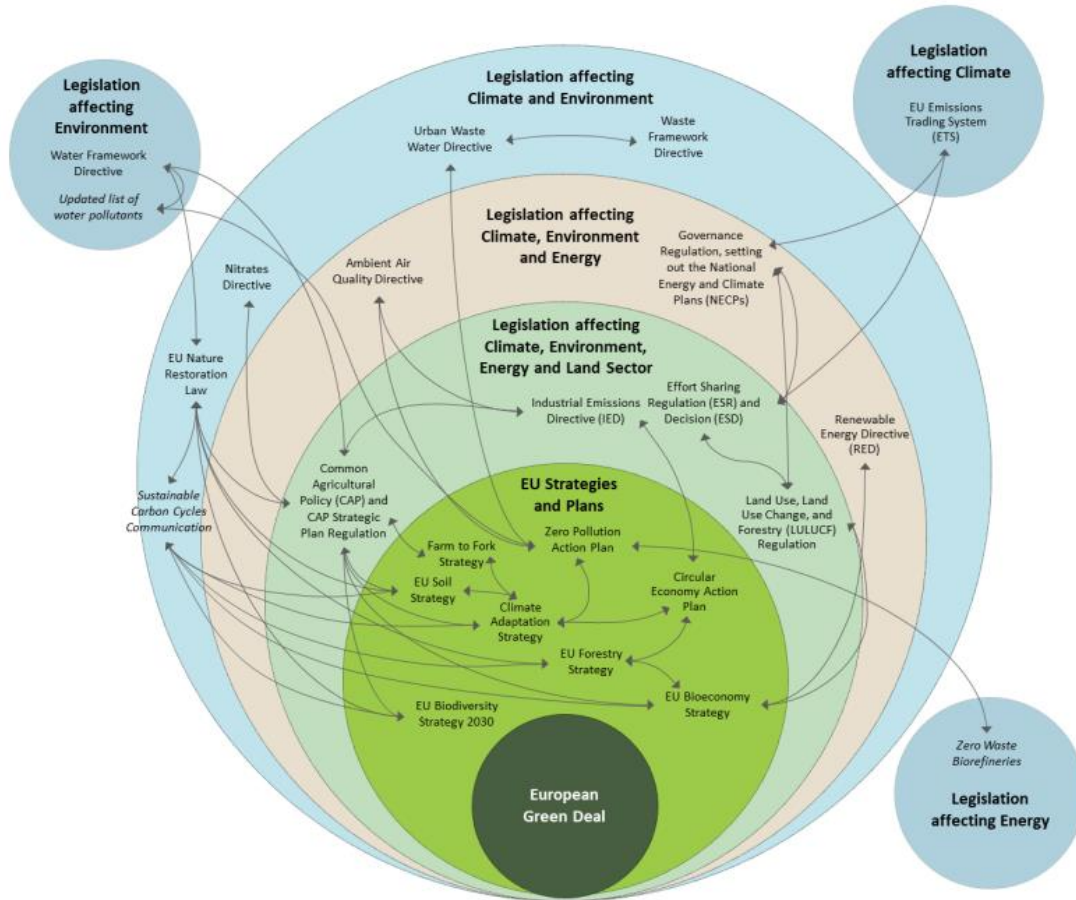 Legislation
affecting
Environment
Water Framework
Directive
Updated list of
water pollutants
Legislation affecting
Climate and Environment
Urban Waste
Water Directive
Waste
Framework
Directive
Legislation
affecting Climate
EU Emissions
Trading System
(ETS)
Legislation affecting
Climate, Environment
and Energy
Nitrates
Directive
Ambient Air
Quality Directive
Governance
Regulation, setting
out the National
Energy and Climate
Plans (NECPs)
EU Nature
Restoration
Law
Legislation affecting
Climate, Environment,
Energy and Land Sector
Industrial Emissions
Directive (IED)
Effort Sharing
Regulation (ESR) and
Decision (ESD)
Renewable
Energy Directive
(RED)
Sustainable
Carbon Cycles
Communication
Common
Agricultural
Policy (CAP) and
CAP Strategic
Plan Regulation
Land Use, Land
Use Change, and
Forestry (LULUCF)
Regulation
EU Strategies
and Plans
Zero Pollution
Action Plan
Farm to Fork
Strategy
EU Soil
Strategy
Climate
Adaptation
Strategy
Circular
Economy Action
Plan
EU Forestry
Strategy
EU Biodiversity
Strategy 2030
EU Bioeconomy
Strategy
European
Green Deal
Zero Waste
Biorefineries
Legislation
affecting Energy